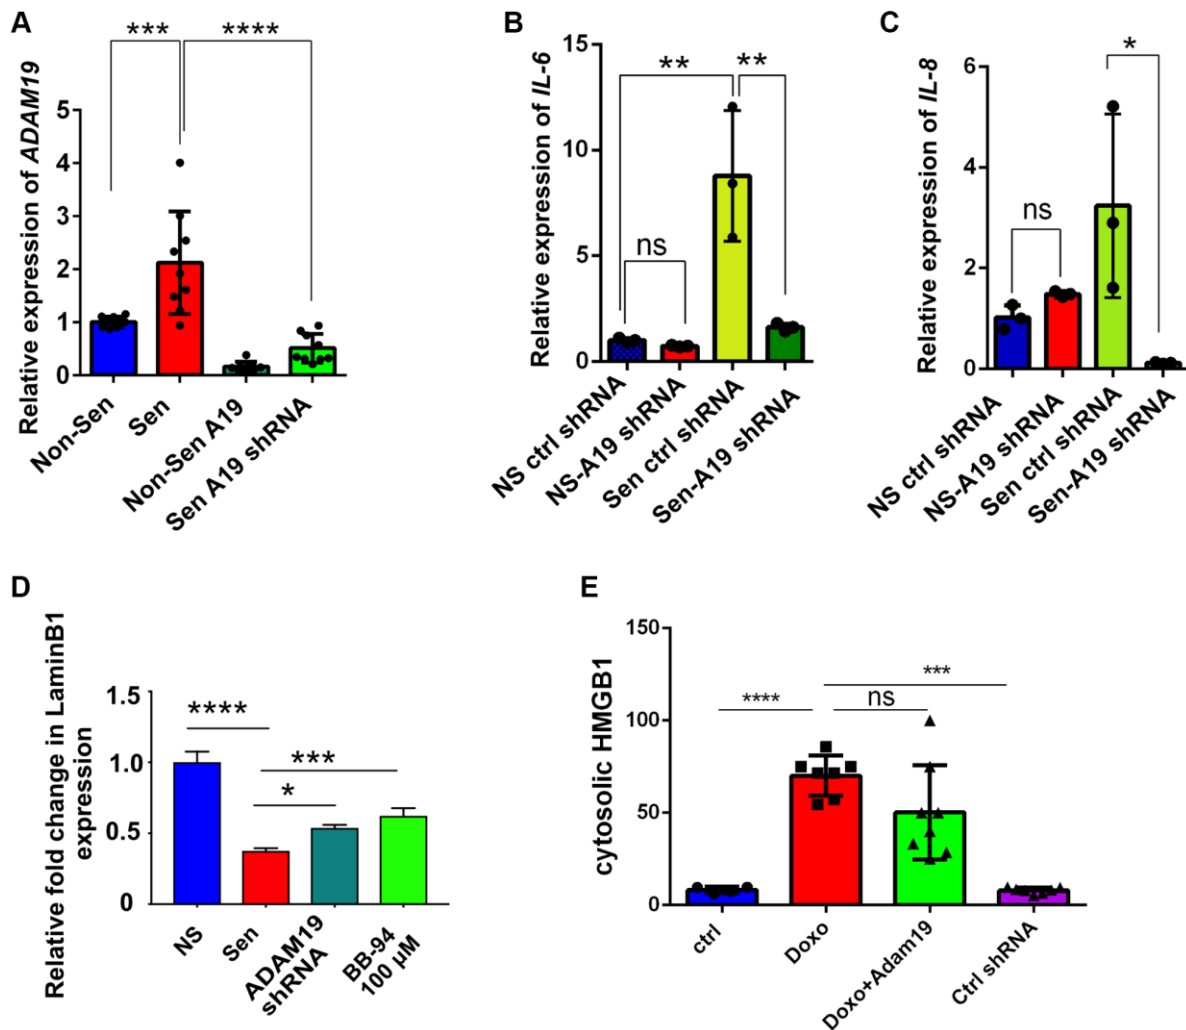 A
***
****
Relative expression of ADAM19
5
4
3
2
1
0
Non-Sen
Sen
Non-Sen A19
Sen A19 shRNA
B
**
**
ns
Relative expression of IL-6
15
10
5
0
NS ctrl shRNA
NS-A19 shRNA
Sen ctrl shRNA
Sen-A19 shRNA
C
*
ns
Relative expression of IL-8
6
4
2
0
NS ctrl shRNA
NS-A19 shRNA
Sen ctrl shRNA
Sen-A19 shRNA
D
****
***
*
Relative fold change in LaminB1
expression
1.5
1.0
0.5
0
NS
Sen
ADAM19
shRNA
BB-94
100 µM
E
****
***
ns
cytosolic HMGB1
150
100
50
0
ctrl
Doxo
Doxo+Adam19
Ctrl shRNA